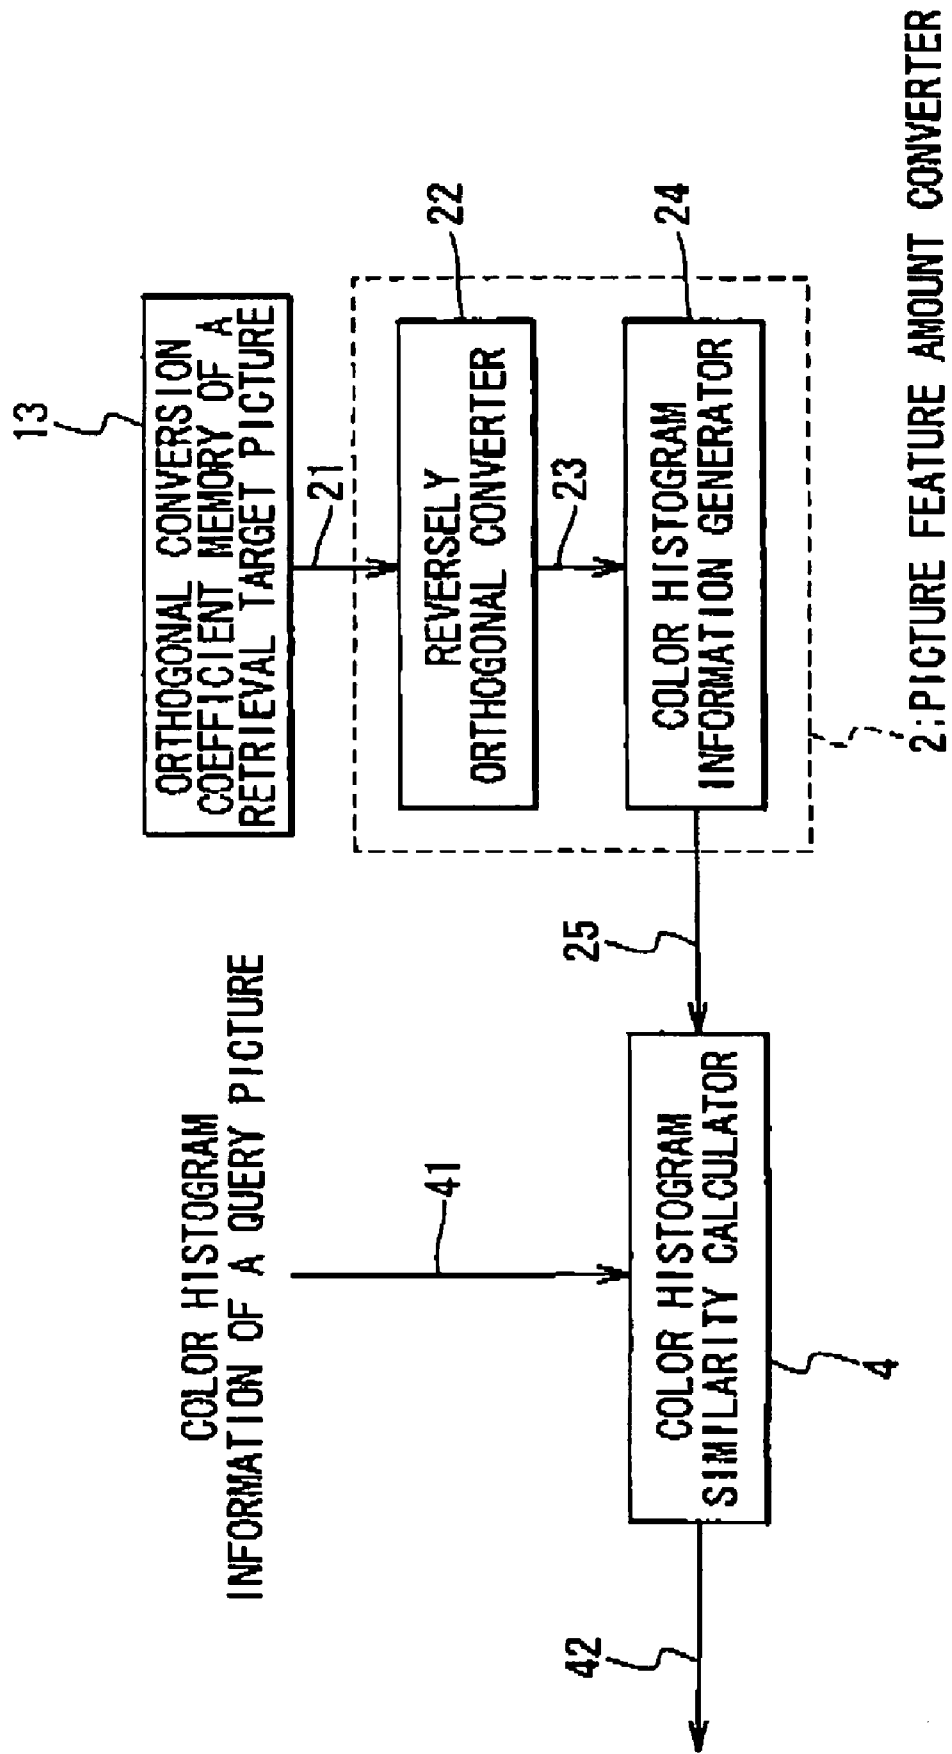 13
ORTHOGONAL CONVERSION
COEFFICIENT MEMORY OF A
RETRIEVAL TARGET PICTURE
21
22
REVERSELY
ORTHOGONAL CONVERTER
23
24
COLOR HISTOGRAM
INFORMATION GENERATOR
2:PICTURE FEATURE AMOUNT CONVERTER
25
COLOR HISTOGRAM
INFORMATION OF A QUERY PICTURE
41
COLOR HISTOGRAM
SIMILARITY CALCULATOR
4
42